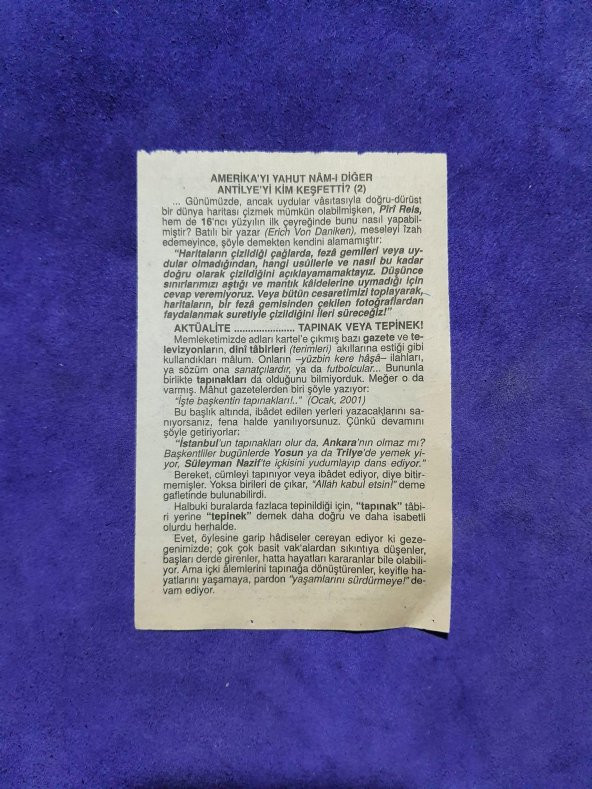 AMERİKA'YI YAHUT NÂM-I DİĞER
ANTİLYE'Yİ KİM KEŞFETTİ? (2)
... Günümüzde, ancak uydular vâsıtasıyla doğru-dürüst
bir dünya haritası çizmek mümkün olabilmişken, Pîrî Reis,
hem de 16'ncı yüzyılın ilk çeyreğinde bunu nasıl yapabil-
miştir? Batılı bir yazar (Erich Von Daniken), meseleyi îzah
edemeyince, şöyle demekten kendini alamamıştır:
"Haritaların çizildiği çağlarda, fezâ gemileri veya uy-
dular olmadığından, hangi usûllerle ve nasıl bu kadar
doğru olarak çizildiğini açıklayamamaktayız. Düşünce
sınırlarımızı aştığı ve mantık kâidelerine uymadığı için
cevap veremiyoruz. Veya bütün cesaretimizi toplayarak,
haritaların, bir fezâ gemisinden çekilen fotoğraflardan
faydalanmak suretiyle çizildiğini ileri süreceğiz!"
AKTÜALİTE ...................... TAPINAK VEYA TEPİNEK!
Memleketimizde adları kartel'e çıkmış bazı gazete ve te-
levizyonların, dinî tâbirleri (terimleri) akıllarına estiği gibi
kullandıkları mâlum. Onların –yüzbin kere hâşâ– ilâhları,
ya sözüm ona sanatçılardır, ya da futbolcular... Bununla
birlikte tapınakları da olduğunu bilmiyorduk. Meğer o da
varmış. Mâhut gazetelerden biri şöyle yazıyor:
"İşte başkentin tapınakları!.." (Ocak, 2001)
Bu başlık altında, ibâdet edilen yerleri yazacaklarını sa-
nıyorsanız, fena halde yanılıyorsunuz. Çünkü devamını
şöyle getiriyorlar:
"İstanbul'un tapınakları olur da, Ankara'nın olmaz mı?
Başkentliler bugünlerde Yosun ya da Trilye'de yemek yi-
yor, Süleyman Nazif'te içkisini yudumlayıp dans ediyor."
Bereket, cümleyi tapınıyor veya ibâdet ediyor, diye bitir-
memişler. Yoksa birileri de çıkar, "Allah kabul etsin!" deme
gafletinde bulunabilirdi.
Halbuki buralarda fazlaca tepinildiği için, "tapınak" tâbi-
ri yerine "tepinek" demek daha doğru ve daha isabetli
olurdu herhalde.
Evet, öylesine garip hâdiseler cereyan ediyor ki geze-
genimizde; çok çok basit vak'alardan sıkıntıya düşenler,
başları derde girenler, hatta hayatları kararanlar bile olabili-
yor. Ama içki âlemlerini tapınağa dönüştürenler, keyifle ha-
yatlarını yaşamaya, pardon "yaşamlarını sürdürmeye!" de-
vam ediyor.